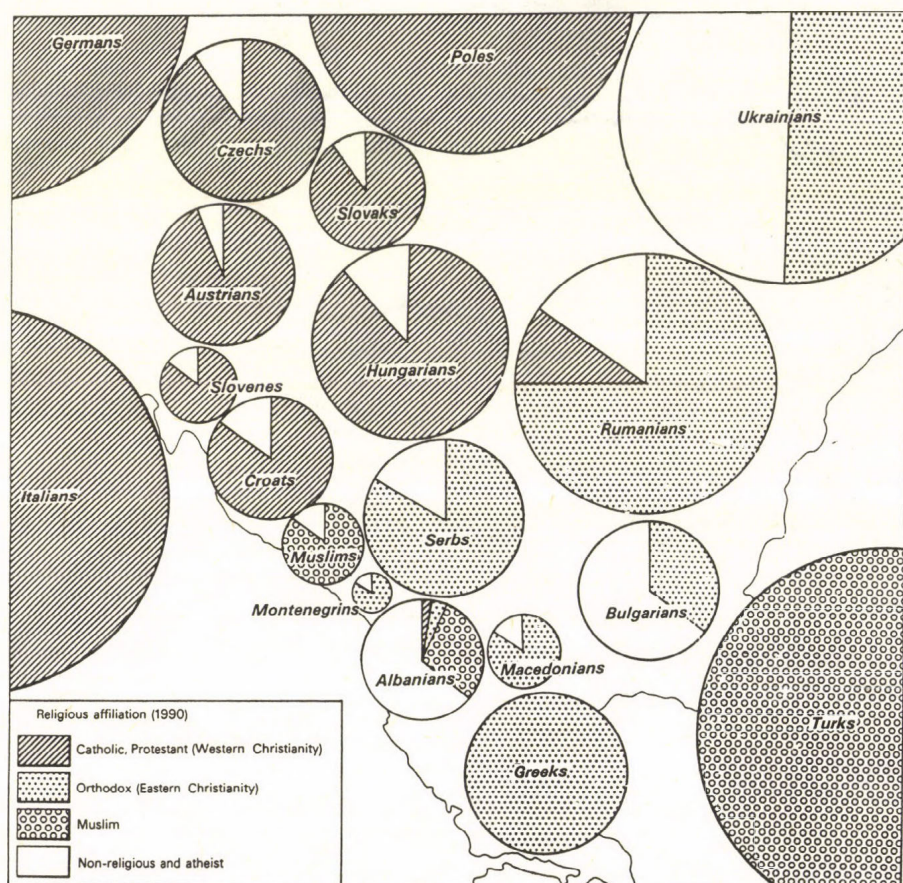 Germans
Poles
Ukrainians
Czechs
Slovaks
Austrians
Hungarians
Slovenes
Rumanians
Croats
Italians
Serbs
Muslims
Bulgarians
Montenegrins
Albanians
Macedonians
Turks
Greeks
Religious affiliation (1990)
Catholic, Protestant (Western Christianity)
Orthodox (Eastern Christianity)
Muslim
Non-religious and atheist